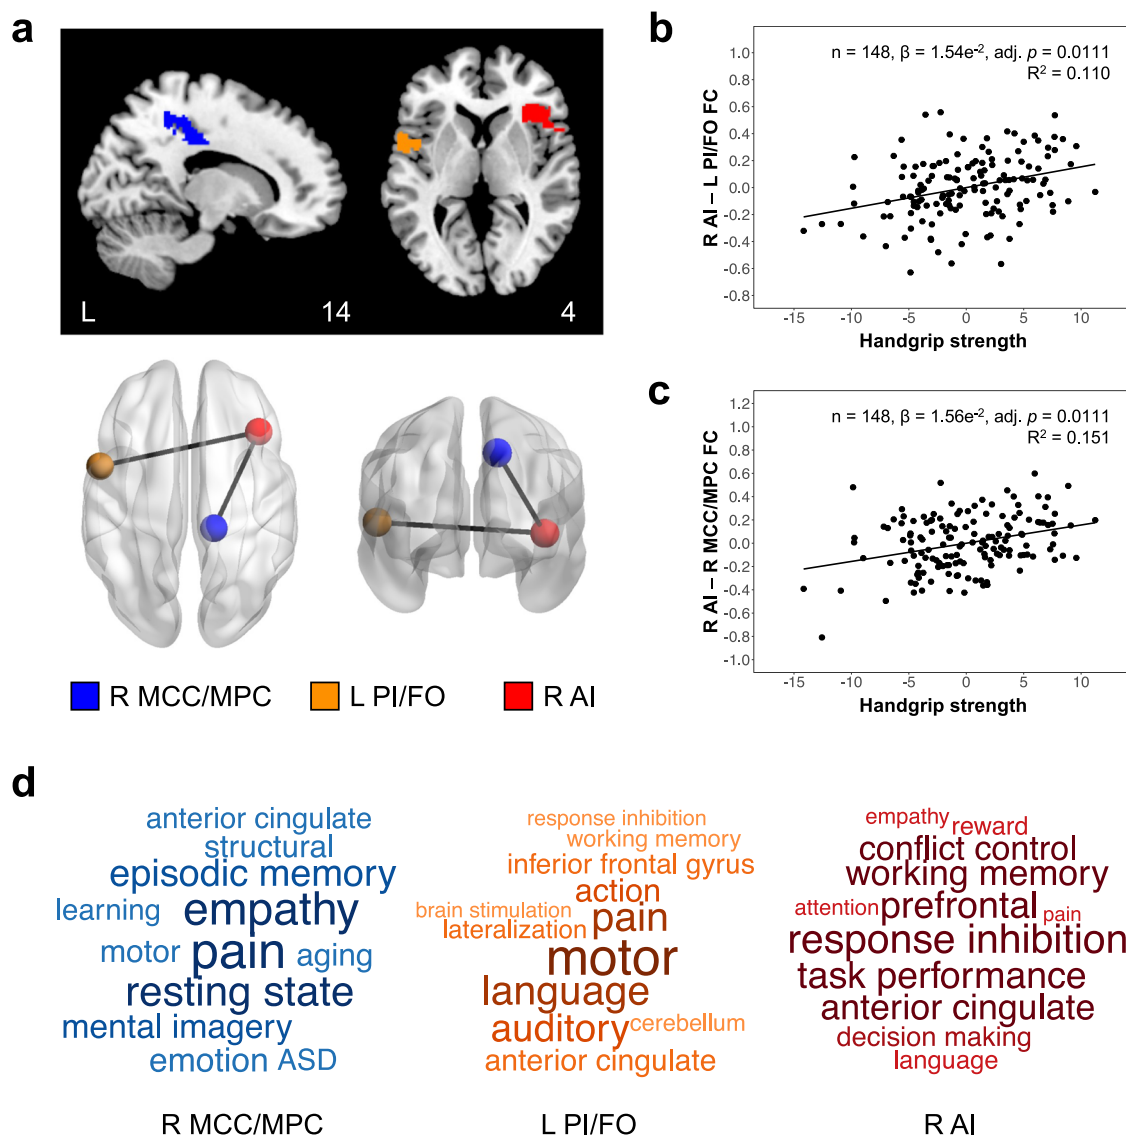 a
L 14 4
R MCC/MPC L PI/FO R AI
b
n = 148, β = 1.54e⁻², adj. p = 0.0111
R² = 0.110
1.0
0.8
0.6
0.4
0.2
0.0
-0.2
-0.4
-0.6
-0.8
R AI – L PI/FO FC
-15 -10 -5 0 5 10
Handgrip strength
c
n = 148, β = 1.56e⁻², adj. p = 0.0111
R² = 0.151
1.2
1.0
0.8
0.6
0.4
0.2
0.0
-0.2
-0.4
-0.6
-0.8
-1.0
R AI – R MCC/MPC FC
-15 -10 -5 0 5 10
Handgrip strength
d
anterior cingulate
structural
episodic memory
learning empathy
motor pain aging
resting state
mental imagery
emotion ASD
R MCC/MPC
response inhibition
working memory
inferior frontal gyrus
action
brain stimulation pain
lateralization
motor
language
auditory cerebellum
anterior cingulate
L PI/FO
empathy reward
conflict control
working memory
attention prefrontal pain
response inhibition
task performance
anterior cingulate
decision making
language
R AI